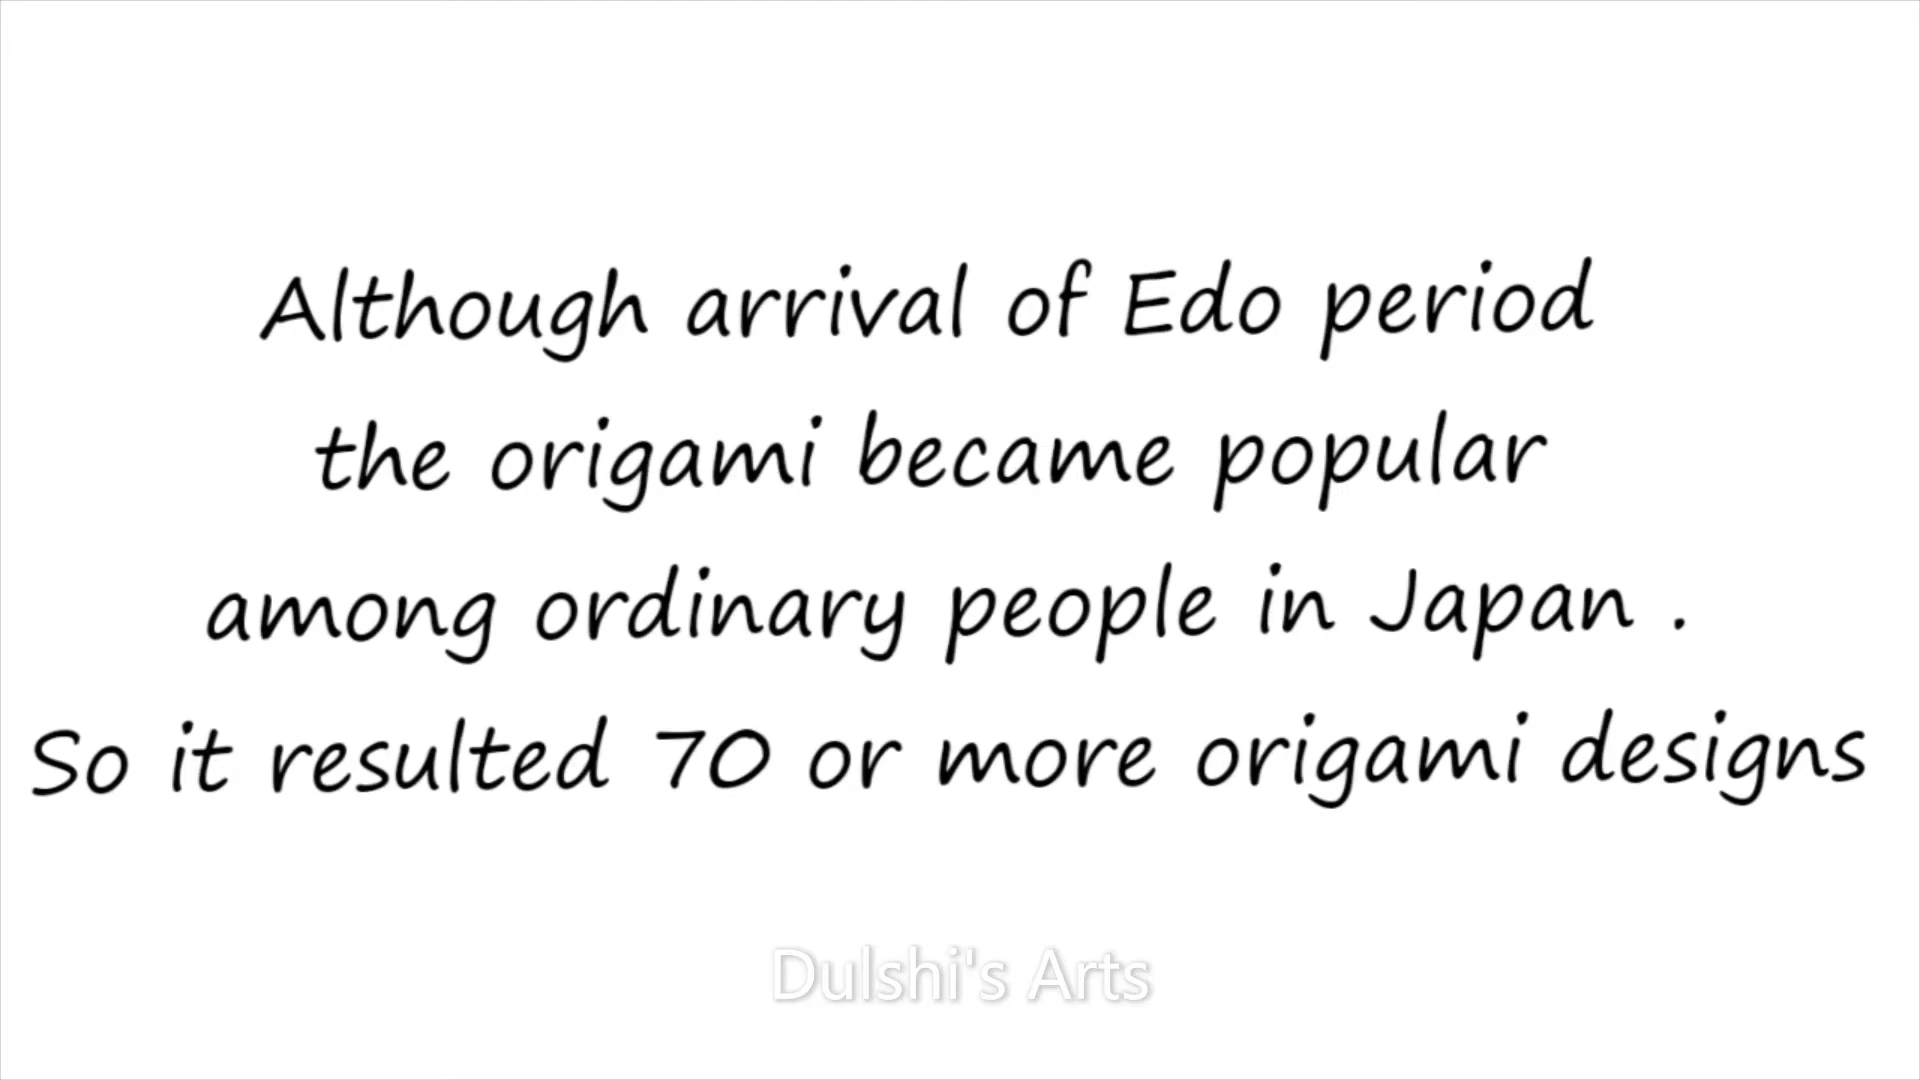 Although arrival of Edo period
the origami became popular
among ordinary people in Japan .
So it resulted 70 or more origami designs
Dulshi's Arts